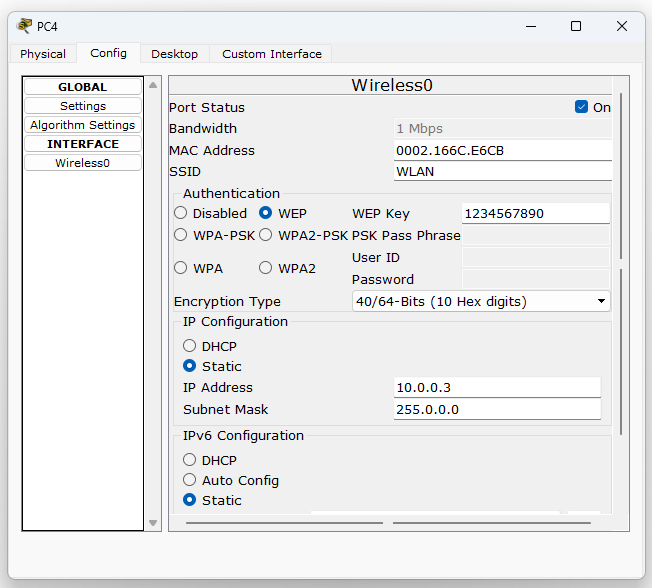 PC4
Physical Config Desktop Custom Interface
GLOBAL
Settings
Algorithm Settings
INTERFACE
Wireless0
Wireless0
Port Status On
Bandwidth 1 Mbps
MAC Address 0002.166C.E6CB
SSID WLAN
Authentication
Disabled WEP WEP Key 1234567890
WPA-PSK WPA2-PSK PSK Pass Phrase
User ID
WPA WPA2
Password
Encryption Type 40/64-Bits (10 Hex digits)
IP Configuration
DHCP
Static
IP Address 10.0.0.3
Subnet Mask 255.0.0.0
IPv6 Configuration
DHCP
Auto Config
Static